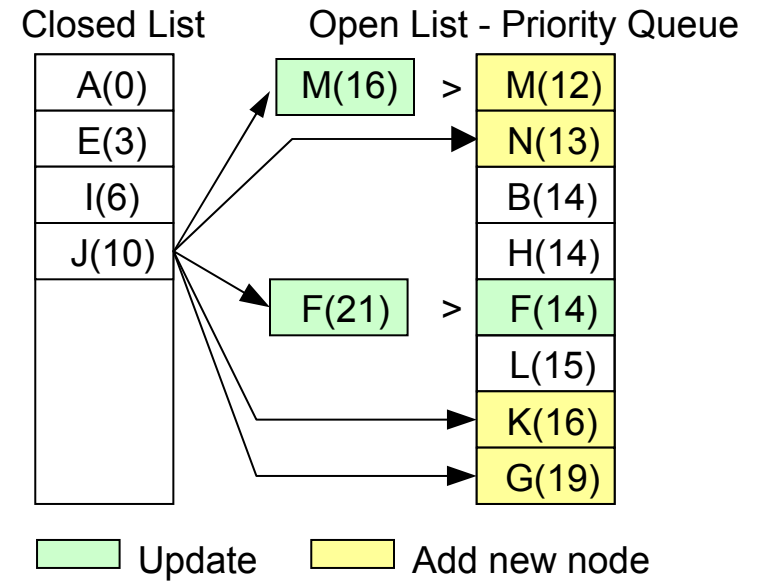 Closed List Open List - Priority Queue
A(0) M(16) > M(12)
E(3) N(13)
I(6) B(14)
J(10) H(14)
F(21) > F(14)
L(15)
K(16)
G(19)
Update Add new node